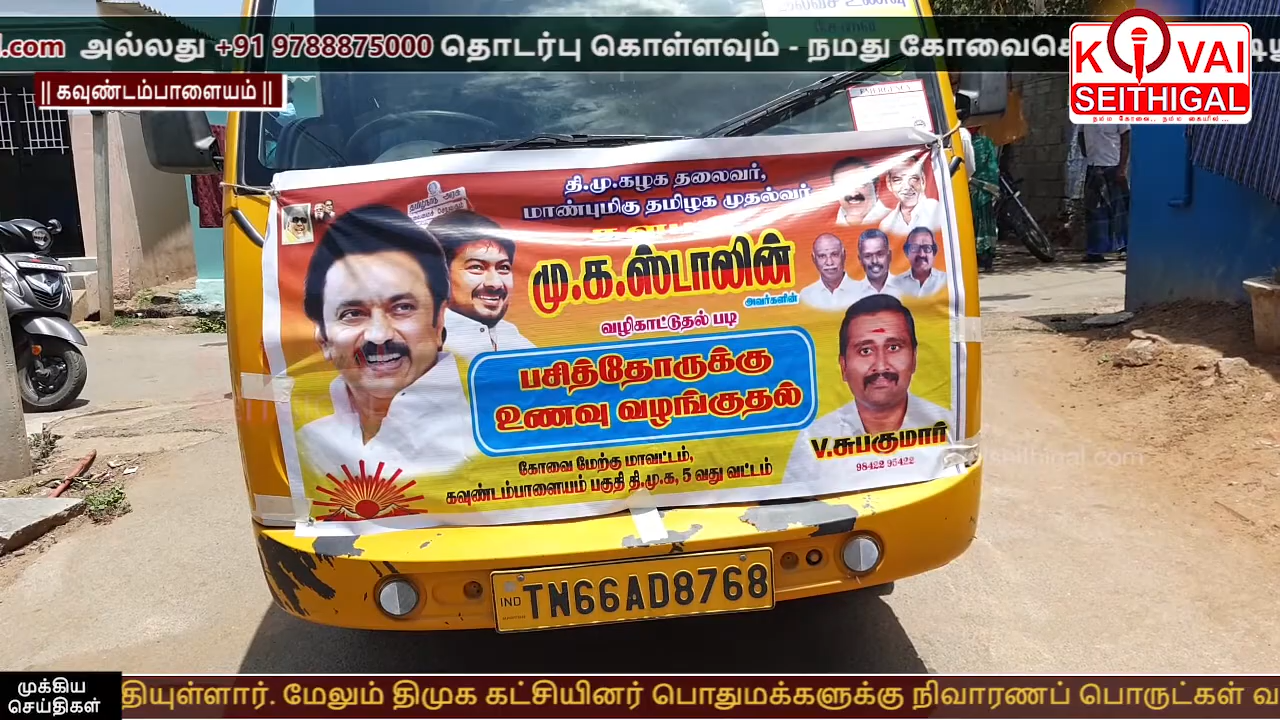 l.com அல்லது +91 9788875000 தொடர்பு கொள்ளவும் - நமது கோவைசெ
KOVAI
SEITHIGAL
நம்ம கோவை.. நம்ம கையில்...
|| கவுண்டம்பாளையம் ||
தி.மு.கழக தலைவர்,
மாண்புமிகு தமிழக முதல்வர்
மு.க.ஸ்டாலின்
அவர்களின்
வழிகாட்டுதல் படி
பசித்தோருக்கு
உணவு வழங்குதல்
V.சுபகுமார்
98422 95422
கோவை மேற்கு மாவட்டம்,
கவுண்டம்பாளையம் பகுதி தி.மு.க, 5 வது வட்டம்
IND TN66AD8768
முக்கிய
செய்திகள்
தியுள்ளார். மேலும் திமுக கட்சியினர் பொதுமக்களுக்கு நிவாரணப் பொருட்கள் வ